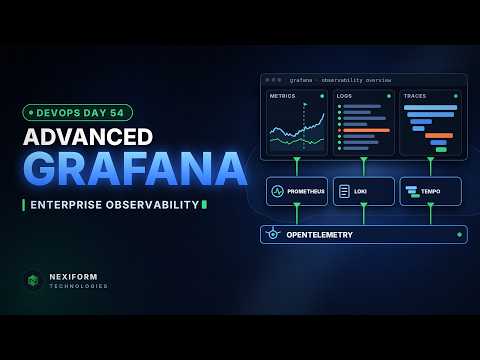 DEVOPS DAY 54
ADVANCED
GRAFANA
ENTERPRISE OBSERVABILITY
NEXIFORM
TECHNOLOGIES
grafana · observability overview
METRICS
LOGS
TRACES
PROMETHEUS
LOKI
TEMPO
OPENTELEMETRY